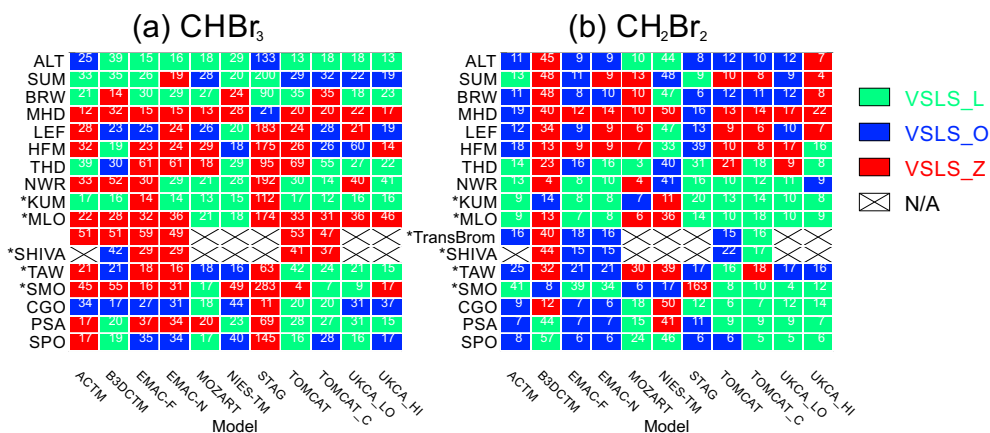 (a) CHBr₃ (b) CH₂Br₂
ALT 25 39 15 16 18 29 133 13 18 18 13 ALT 11 45 9 9 10 44 8 12 10 12 7
SUM 33 35 26 19 28 20 200 29 32 22 19 SUM 13 48 11 9 13 48 9 10 8 9 4
BRW 21 14 30 29 27 24 90 35 35 18 23 BRW 11 48 8 10 10 47 6 12 11 12 8
MHD 12 32 15 15 13 28 21 20 20 22 17 MHD 19 40 12 14 10 50 16 13 14 17 22
LEF 28 23 25 24 26 20 183 24 28 21 19 LEF 12 34 9 9 6 47 13 9 6 10 7
HFM 32 19 23 24 29 18 175 26 26 60 14 HFM 18 13 9 9 7 33 39 10 8 17 16
THD 39 30 61 61 18 29 95 69 55 27 22 THD 14 23 16 16 3 40 31 21 18 9 8
NWR 33 52 30 29 21 28 192 30 14 40 41 NWR 13 4 8 8 4 41 16 10 12 11 9
*KUM 17 16 14 14 13 15 112 17 12 16 16 *KUM 9 14 8 8 7 11 20 13 14 10 8
*MLO 22 28 32 36 21 18 174 33 31 36 46 *MLO 9 13 7 8 6 36 14 10 18 10 9
51 51 59 49 53 47 *TransBrom 16 40 18 16 15 16
*SHIVA 42 29 29 41 37 *SHIVA 44 15 15 22 17
*TAW 21 21 18 16 18 16 63 42 24 21 15 *TAW 25 32 21 21 30 39 17 16 18 17 16
*SMO 45 55 16 31 17 49 283 4 7 9 17 *SMO 41 8 39 34 6 17 163 8 10 4 12
CGO 34 17 27 31 18 44 11 20 20 31 37 CGO 9 12 7 7 18 50 12 6 7 12 14
PSA 17 20 37 34 20 23 69 28 27 31 15 PSA 7 44 7 7 15 41 11 9 9 9 7
SPO 17 19 35 34 17 40 145 16 28 16 17 SPO 8 57 6 6 24 46 6 6 5 5 6
ACTM B3DCTM EMAC-F EMAC-N MOZART NIES-TM STAG TOMCAT TOMCAT_C UKCA_LO UKCA_HI ACTM B3DCTM EMAC-F EMAC-N MOZART NIES-TM STAG TOMCAT TOMCAT_C UKCA_LO UKCA_HI
Model Model
VSLS_L
VSLS_O
VSLS_Z
N/A